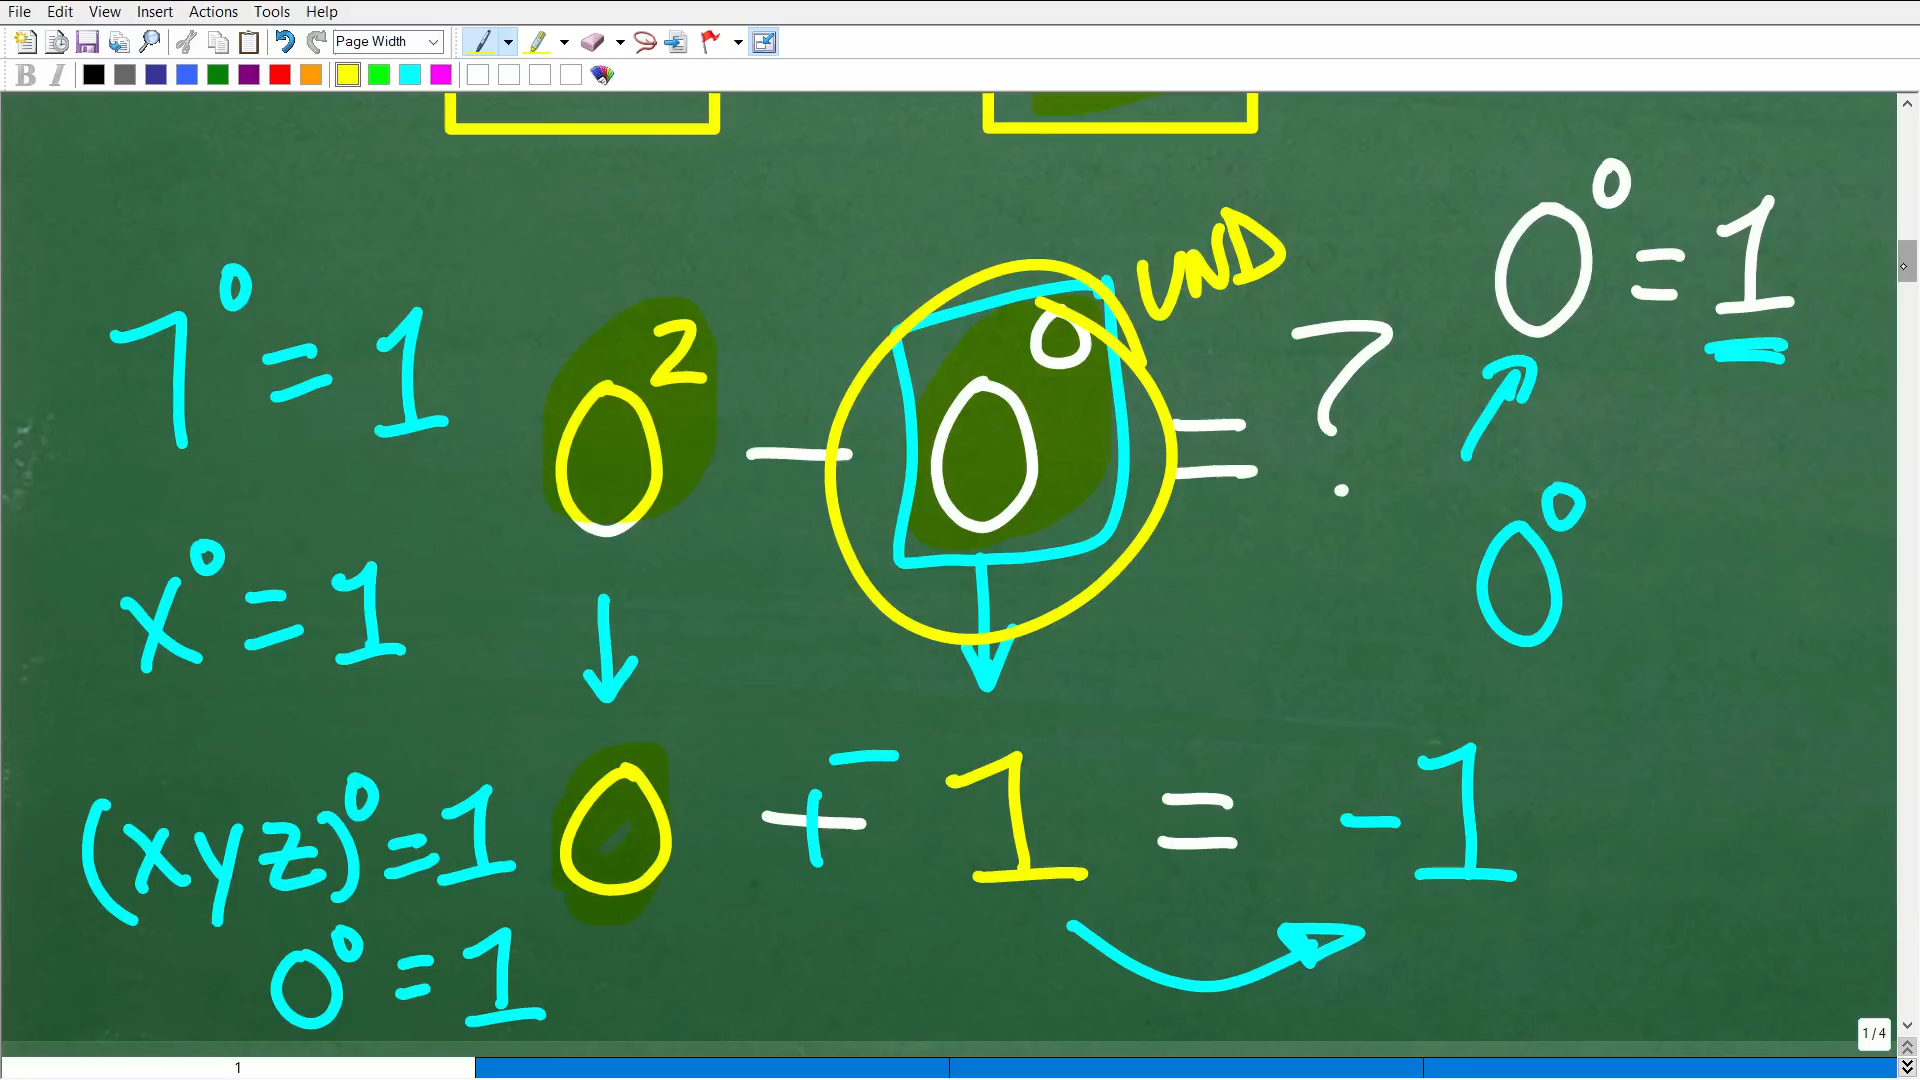 File Edit View Insert Actions Tools Help
Page Width
B I
UND
0⁰ = 1
7⁰ = 1
0² - 0⁰ = ?
0⁰
x⁰ = 1
0 + - 1 = -1
(xyz)⁰ = 1
0⁰ = 1
1/4
1